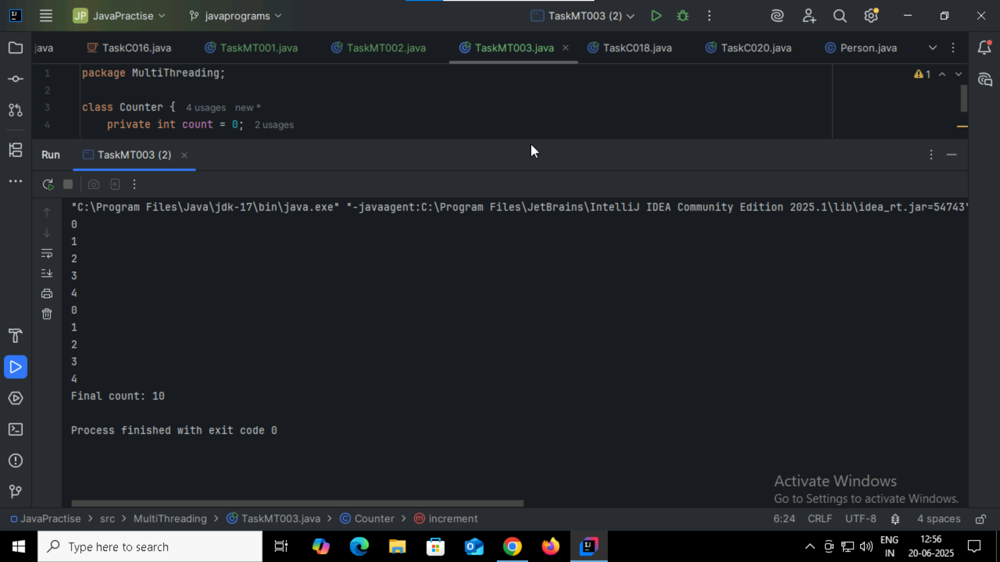 JP JavaPractise javaprograms TaskMT003 (2)
java TaskC016.java TaskMT001.java TaskMT002.java TaskMT003.java TaskC018.java TaskC020.java Person.java
1 package MultiThreading; 1
2
3 class Counter { 4 usages new *
4 private int count = 0; 2 usages
Run TaskMT003 (2)
"C:\Program Files\Java\jdk-17\bin\java.exe" "-javaagent:C:\Program Files\JetBrains\IntelliJ IDEA Community Edition 2025.1\lib\idea_rt.jar=54743"
0
1
2
3
4
0
1
2
3
4
Final count: 10
Process finished with exit code 0
Activate Windows
Go to Settings to activate Windows.
JavaPractise > src > MultiThreading > TaskMT003.java > Counter > increment 6:24 CRLF UTF-8 4 spaces
Type here to search
ENG
IN
12:56
20-06-2025